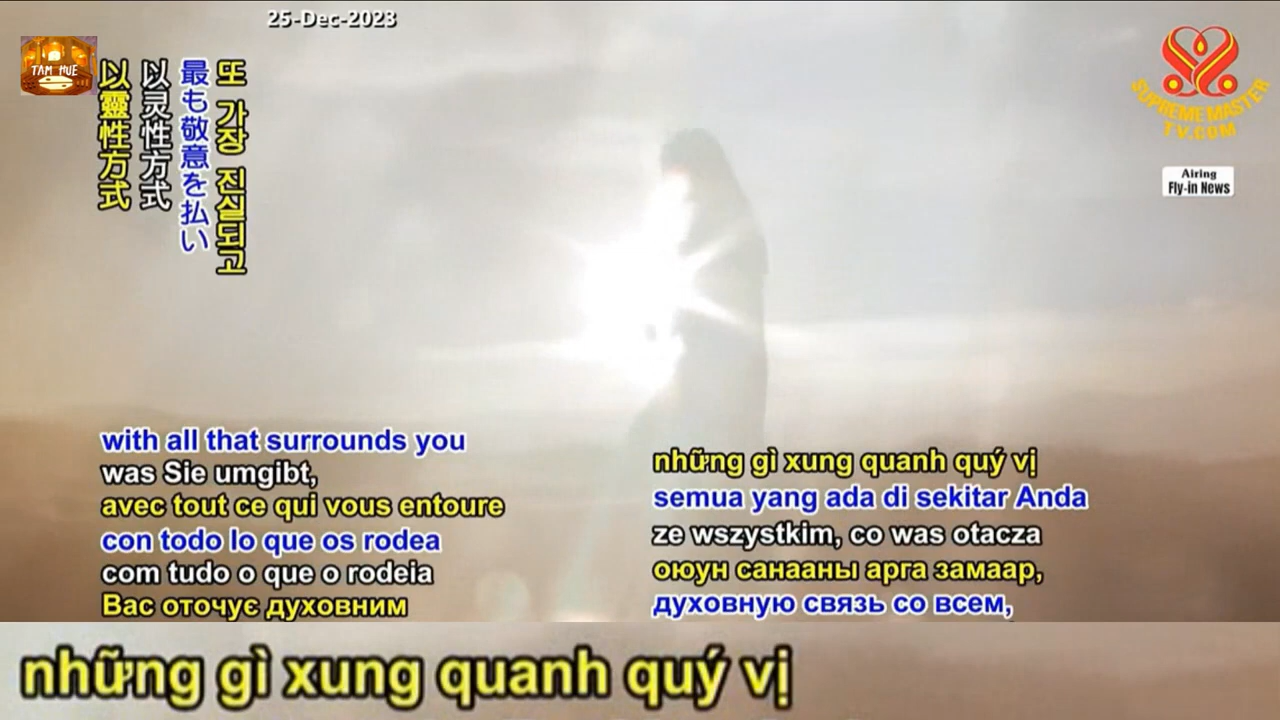 25-Dec-2023
TAM HUE
以靈性方式
以灵性方式
最も敬意を払い
또 가장 진실되고
SUPREME MASTER
TV.COM
Airing
Fly-in News
with all that surrounds you
was Sie umgibt,
avec tout ce qui vous entoure
con todo lo que os rodea
com tudo o que o rodeia
Вас оточує духовним
những gì xung quanh quý vị
semua yang ada di sekitar Anda
ze wszystkim, co was otacza
оюун санааны арга замаар,
духовную связь со всем,
những gì xung quanh quý vị